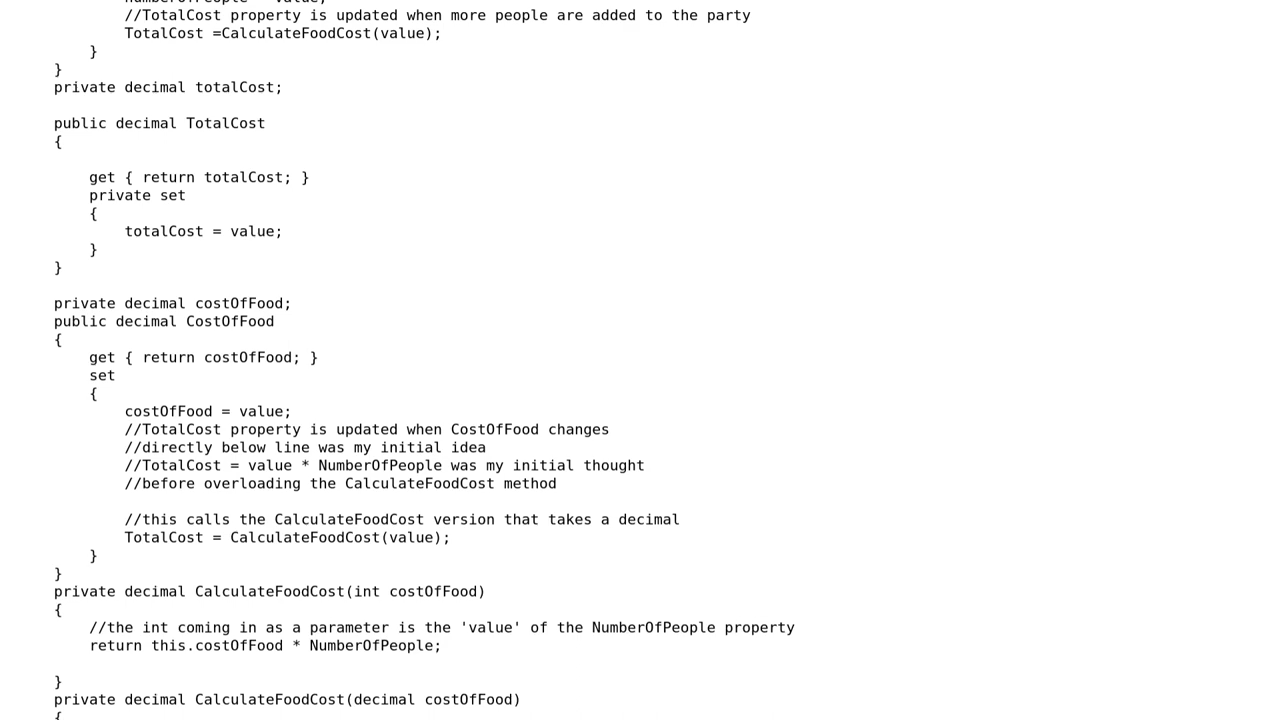 //TotalCost property is updated when more people are added to the party
TotalCost =CalculateFoodCost(value);
}
}
private decimal totalCost;
public decimal TotalCost
{
get { return totalCost; }
private set
{
totalCost = value;
}
}
private decimal costOfFood;
public decimal CostOfFood
{
get { return costOfFood; }
set
{
costOfFood = value;
//TotalCost property is updated when CostOfFood changes
//directly below line was my initial idea
//TotalCost = value * NumberOfPeople was my initial thought
//before overloading the CalculateFoodCost method
//this calls the CalculateFoodCost version that takes a decimal
TotalCost = CalculateFoodCost(value);
}
}
private decimal CalculateFoodCost(int costOfFood)
{
//the int coming in as a parameter is the 'value' of the NumberOfPeople property
return this.costOfFood * NumberOfPeople;
}
private decimal CalculateFoodCost(decimal costOfFood)
{